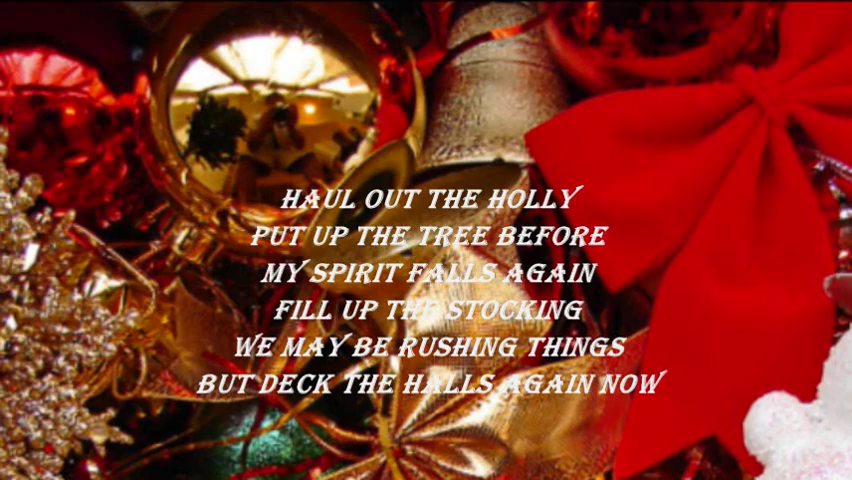 HAUL OUT THE HOLLY
PUT UP THE TREE BEFORE
MY SPIRIT FALLS AGAIN
FILL UP THE STOCKING
WE MAY BE RUSHING THINGS
BUT DECK THE HALLS AGAIN NOW